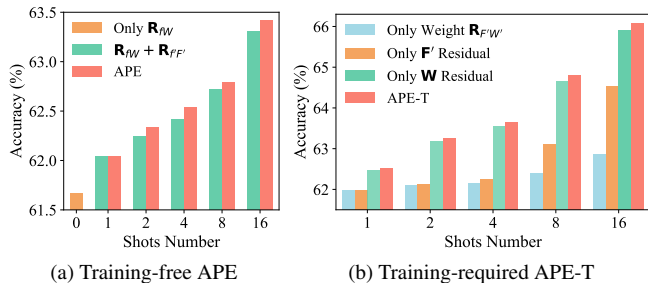 Only R_fW
R_fW + R_f'F'
APE
Accuracy (%)
63.5
63.0
62.5
62.0
61.5
0 1 2 4 8 16
Shots Number
(a) Training-free APE
Only Weight R_F'W'
Only F' Residual
Only W Residual
APE-T
Accuracy (%)
66
65
64
63
62
1 2 4 8 16
Shots Number
(b) Training-required APE-T